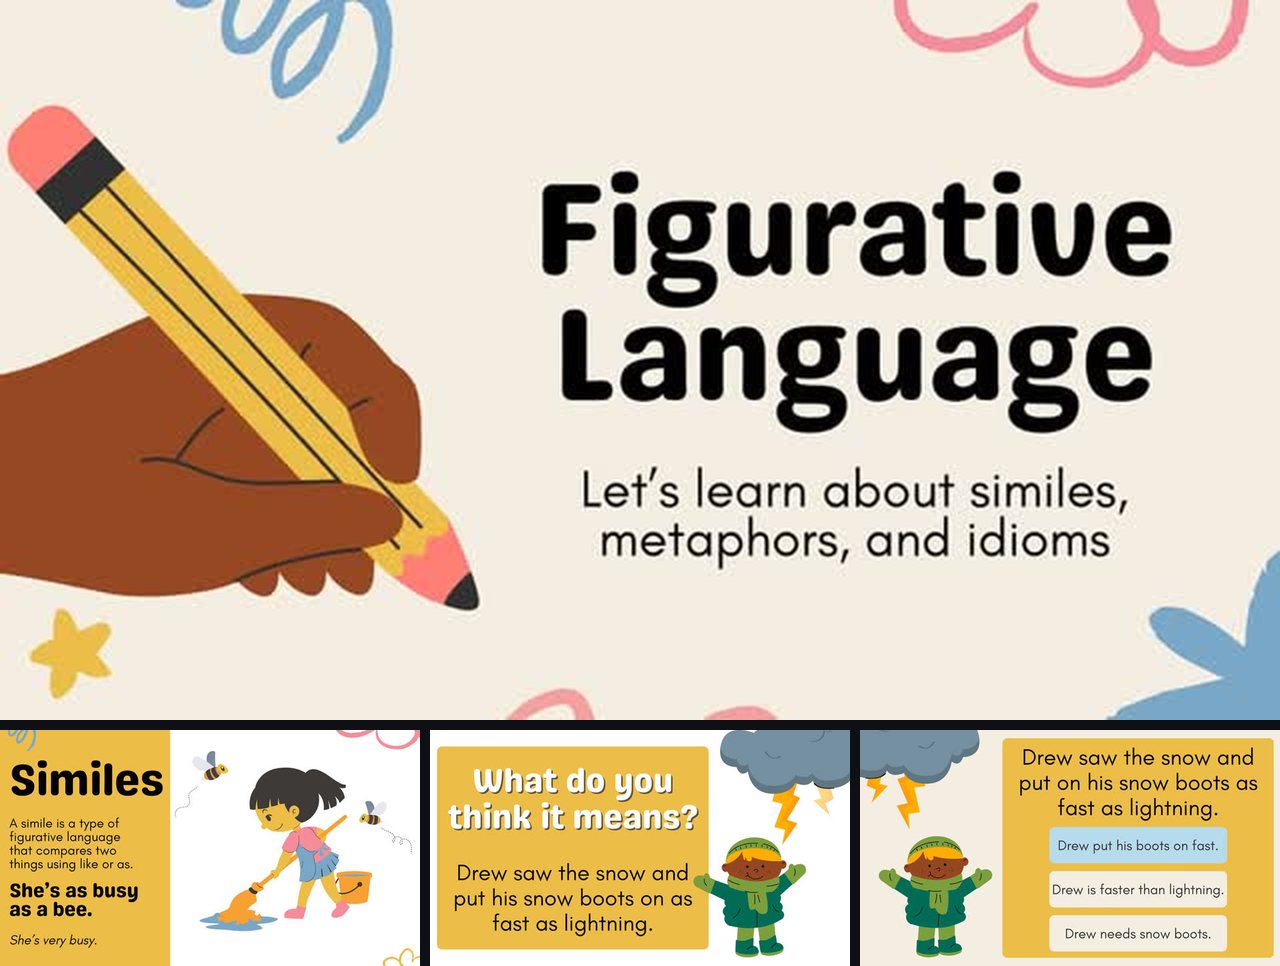 Figurative
Language
Let's learn about similes,
metaphors, and idioms
Similes
A simile is a type of
figurative language
that compares two
things using like or as.
She's as busy
as a bee.
She's very busy.
What do you
think it means?
Drew saw the snow and
put his snow boots on as
fast as lightning.
Drew saw the snow and
put on his snow boots as
fast as lightning.
Drew put his boots on fast.
Drew is faster than lightning.
Drew needs snow boots.